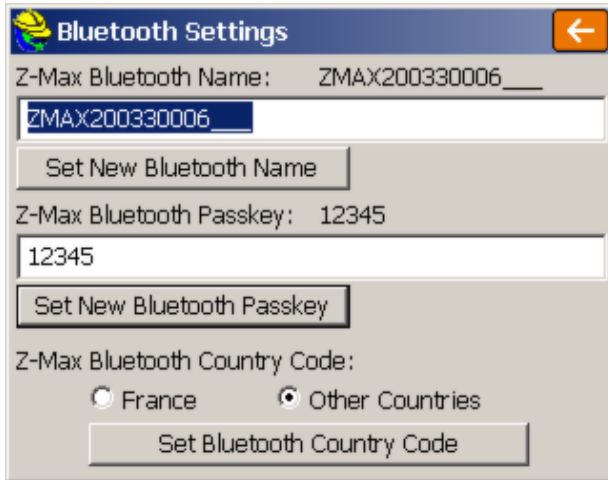 Bluetooth Settings
Z-Max Bluetooth Name: ZMAX200330006___
ZMAX200330006___
Set New Bluetooth Name
Z-Max Bluetooth Passkey: 12345
12345
Set New Bluetooth Passkey
Z-Max Bluetooth Country Code:
France Other Countries
Set Bluetooth Country Code